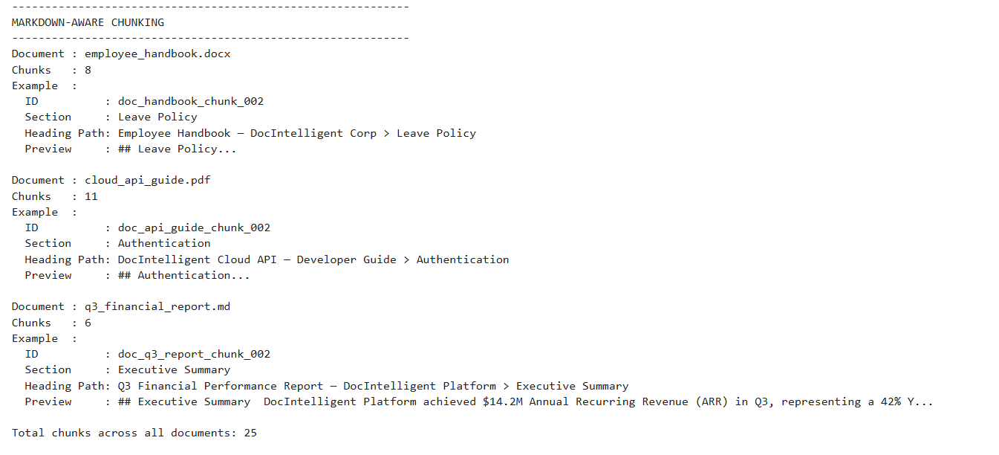 ------------------------------------------------------------
MARKDOWN-AWARE CHUNKING
------------------------------------------------------------
Document : employee_handbook.docx
Chunks   : 8
Example  :
  ID          : doc_handbook_chunk_002
  Section     : Leave Policy
  Heading Path: Employee Handbook — DocIntelligent Corp > Leave Policy
  Preview     : ## Leave Policy...

Document : cloud_api_guide.pdf
Chunks   : 11
Example  :
  ID          : doc_api_guide_chunk_002
  Section     : Authentication
  Heading Path: DocIntelligent Cloud API — Developer Guide > Authentication
  Preview     : ## Authentication...

Document : q3_financial_report.md
Chunks   : 6
Example  :
  ID          : doc_q3_report_chunk_002
  Section     : Executive Summary
  Heading Path: Q3 Financial Performance Report — DocIntelligent Platform > Executive Summary
  Preview     : ## Executive Summary  DocIntelligent Platform achieved $14.2M Annual Recurring Revenue (ARR) in Q3, representing a 42% Y...

Total chunks across all documents: 25